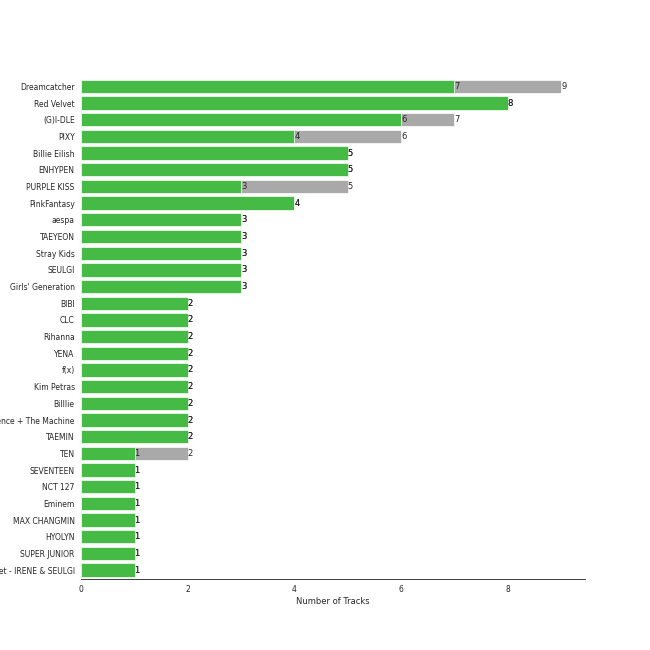 Dreamcatcher 7 9
Red Velvet 8
(G)I-DLE 6 7
PIXY 4 6
Billie Eilish 5
ENHYPEN 5
PURPLE KISS 3 5
PinkFantasy 4
aespa 3
TAEYEON 3
Stray Kids 3
SEULGI 3
Girls' Generation 3
BIBI 2
CLC 2
Rihanna 2
YENA 2
f(x) 2
Kim Petras 2
Billlie 2
ence + The Machine 2
TAEMIN 2
TEN 1 2
SEVENTEEN 1
NCT 127 1
Eminem 1
MAX CHANGMIN 1
HYOLYN 1
SUPER JUNIOR 1
et - IRENE & SEULGI 1
0 2 4 6 8
Number of Tracks